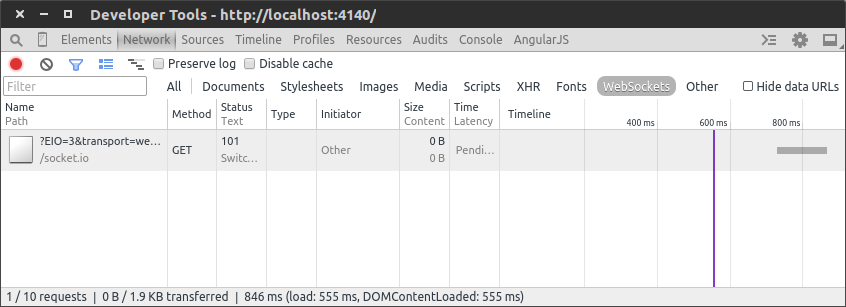 Developer Tools - http://localhost:4140/
Elements Network Sources Timeline Profiles Resources Audits Console AngularJS
Preserve log Disable cache
Filter All Documents Stylesheets Images Media Scripts XHR Fonts WebSockets Other Hide data URLs
Name Method Status Type Initiator Size Time Timeline
Path Text Content Latency 400 ms 600 ms 800 ms
?EIO=3&transport=we... GET 101 Other 0 B Pendi...
/socket.io Switc... 0 B
1 / 10 requests | 0 B / 1.9 KB transferred | 846 ms (load: 555 ms, DOMContentLoaded: 555 ms)